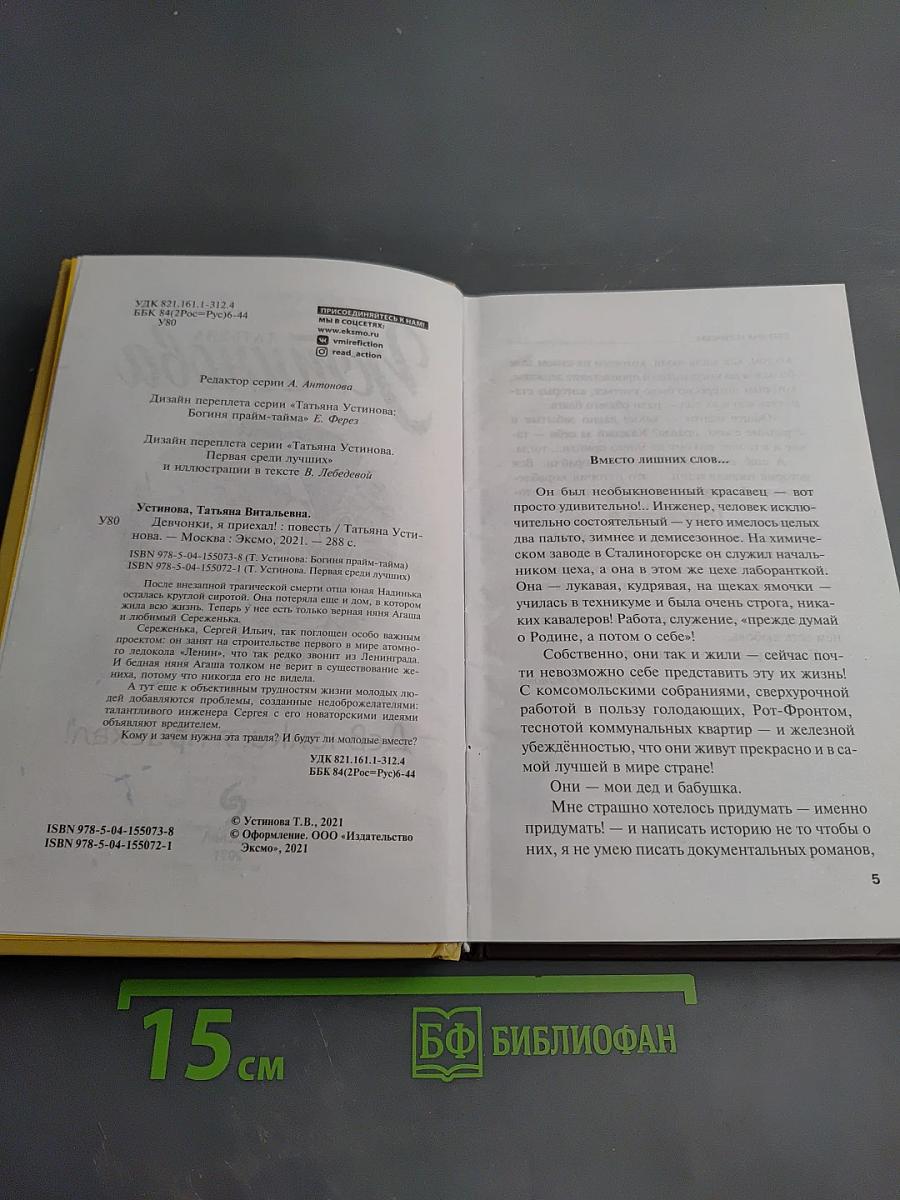 УДК 821.161.1-312.4
ББК 84(2Рос=Рус)6-44
У80
ПРИСОЕДИНЯЙТЕСЬ К НАМ!
МЫ В СОЦСЕТЯХ:
www.eksmo.ru
vmirefiction
read_action
Редактор серии А. Антонова
Дизайн переплета серии «Татьяна Устинова:
Богиня прайм-тайма» Е. Ферез
Дизайн переплета серии «Татьяна Устинова.
Первая среди лучших»
и иллюстрации в тексте В. Лебедевой
Устинова, Татьяна Витальевна.
У80 Девчонки, я приехал! : повесть / Татьяна Усти-
нова. — Москва : Эксмо, 2021. — 288 с.
ISBN 978-5-04-155073-8 (Т. Устинова: Богиня прайм-тайма)
ISBN 978-5-04-155072-1 (Т. Устинова. Первая среди лучших)
После внезапной трагической смерти отца юная Надинька
осталась круглой сиротой. Она потеряла еще и дом, в котором
жила всю жизнь. Теперь у нее есть только верная няня Агаша
и любимый Сереженька.
Сереженька, Сергей Ильич, так поглощен особо важным
проектом: он занят на строительстве первого в мире атомно-
го ледокола «Ленин», что так редко звонит из Ленинграда.
И бедная няня Агаша толком не верит в существование же-
ниха, потому что никогда его не видела.
А тут еще к объективным трудностям жизни молодых лю-
дей добавляются проблемы, созданные недоброжелателями:
талантливого инженера Сергея с его новаторскими идеями
объявляют вредителем.
Кому и зачем нужна эта травля? И будут ли молодые вместе?
УДК 821.161.1-312.4
ББК 84(2Рос=Рус)6-44
© Устинова Т.В., 2021
© Оформление. ООО «Издательство
Эксмо», 2021
ISBN 978-5-04-155073-8
ISBN 978-5-04-155072-1
Вместо лишних слов...
Он был необыкновенный красавец — вот
просто удивительно!.. Инженер, человек исклю-
чительно состоятельный — у него имелось целых
два пальто, зимнее и демисезонное. На химиче-
ском заводе в Сталиногорске он служил началь-
ником цеха, а она в этом же цехе лаборанткой.
Она — лукавая, кудрявая, на щеках ямочки —
училась в техникуме и была очень строга, ника-
ких кавалеров! Работа, служение, «прежде думай
о Родине, а потом о себе»!
Собственно, они так и жили — сейчас поч-
ти невозможно себе представить эту их жизнь!
С комсомольскими собраниями, сверхурочной
работой в пользу голодающих, Рот-Фронтом,
теснотой коммунальных квартир — и железной
убеждённостью, что они живут прекрасно и в са-
мой лучшей в мире стране!
Они — мои дед и бабушка.
Мне страшно хотелось придумать — именно
придумать! — и написать историю не то чтобы о
них, я не умею писать документальных романов,
5
15 см
БФ БИБЛИОФАН